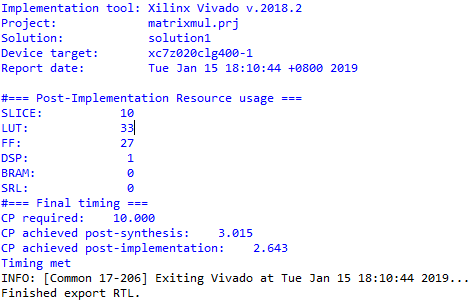 Implementation tool: Xilinx Vivado v.2018.2
Project:             matrixmul.prj
Solution:            solution1
Device target:       xc7z020clg400-1
Report date:         Tue Jan 15 18:10:44 +0800 2019
#=== Post-Implementation Resource usage ===
SLICE:           10
LUT:             33
FF:              27
DSP:              1
BRAM:             0
SRL:              0
#=== Final timing ===
CP required:    10.000
CP achieved post-synthesis:    3.015
CP achieved post-implementation:    2.643
Timing met
INFO: [Common 17-206] Exiting Vivado at Tue Jan 15 18:10:44 2019...
Finished export RTL.